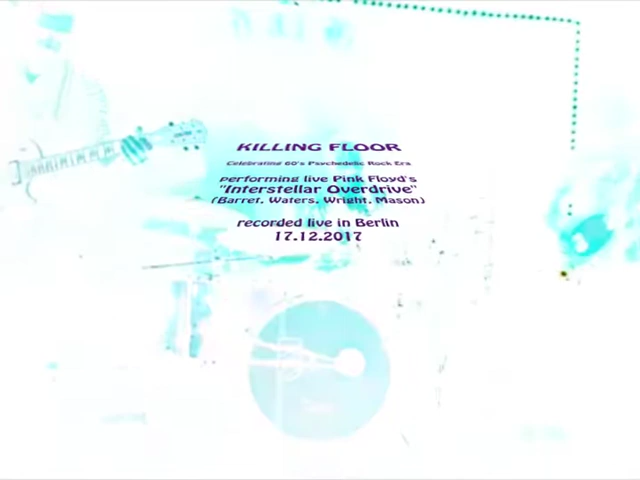 KILLING FLOOR
Celebrating 60's Psychedelic Rock Era
performing live Pink Floyd's
"Interstellar Overdrive"
(Barret, Waters, Wright, Mason)
recorded live in Berlin
17.12.2017